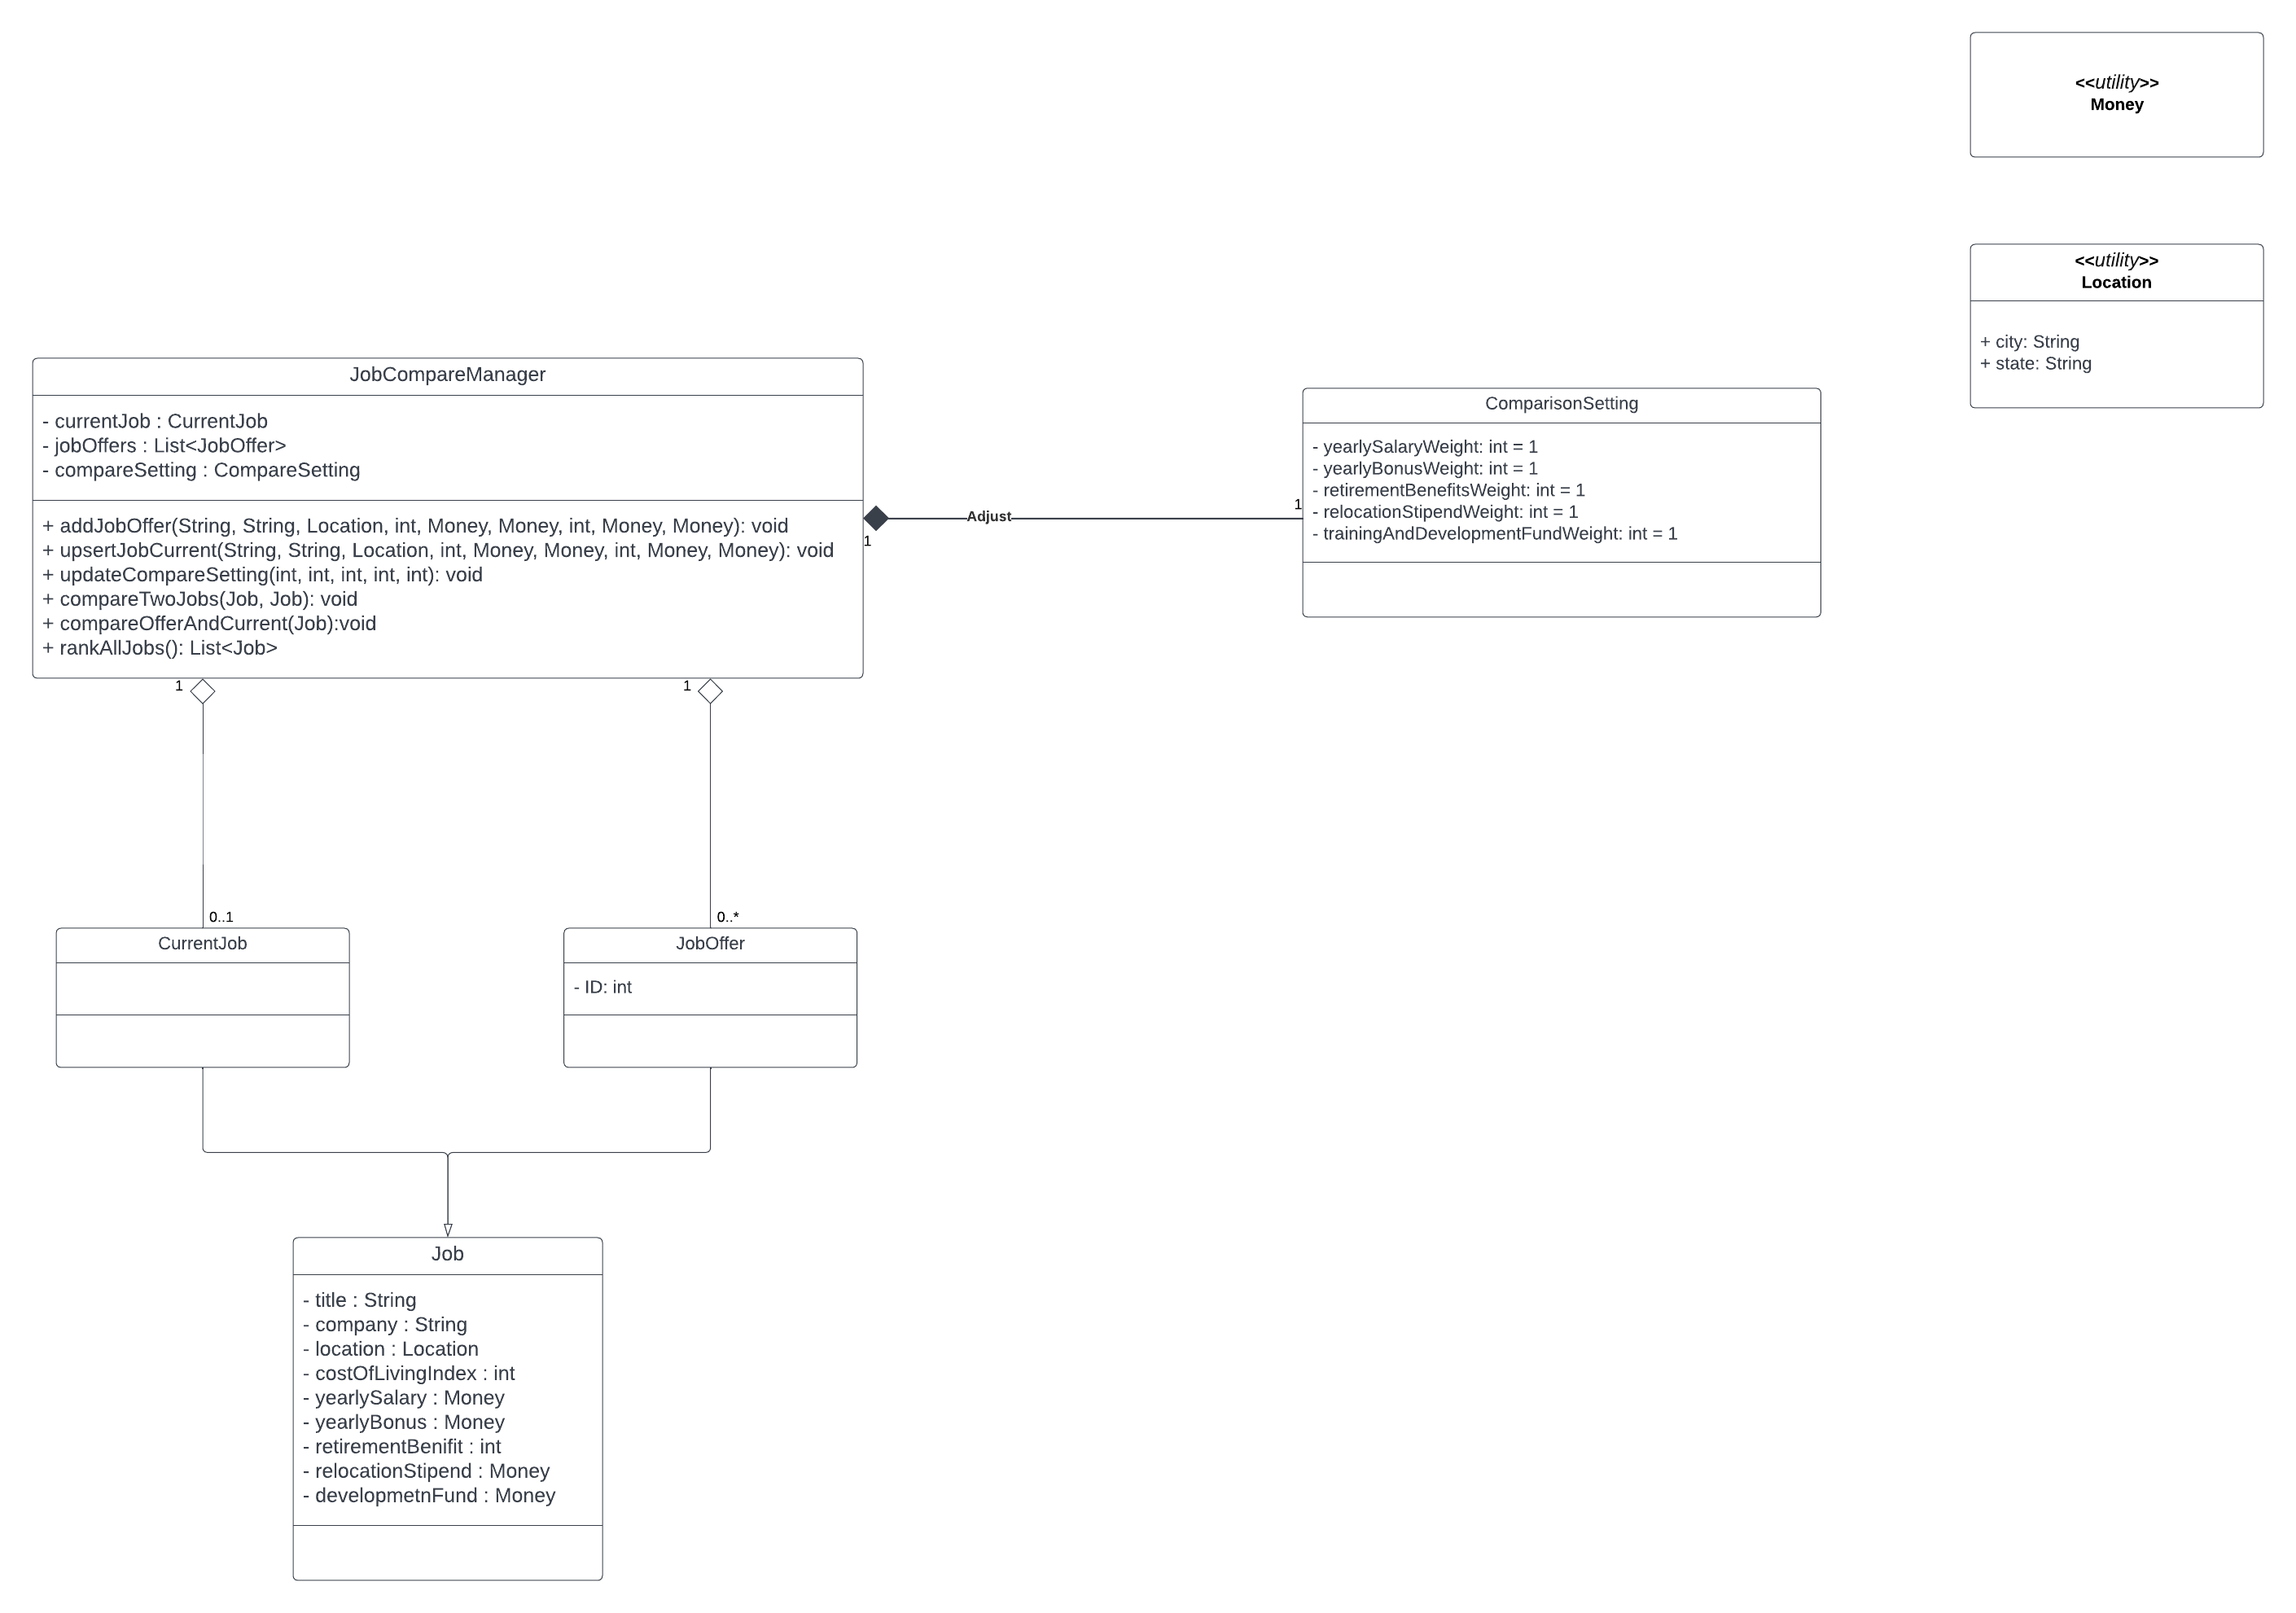 <<utility>>
Money
<<utility>>
Location
+ city: String
+ state: String
JobCompareManager
- currentJob : CurrentJob
- jobOffers : List<JobOffer>
- compareSetting : CompareSetting
+ addJobOffer(String, String, Location, int, Money, Money, int, Money, Money): void
+ upsertJobCurrent(String, String, Location, int, Money, Money, int, Money, Money): void
+ updateCompareSetting(int, int, int, int, int): void
+ compareTwoJobs(Job, Job): void
+ compareOfferAndCurrent(Job):void
+ rankAllJobs(): List<Job>
1
Adjust
1
ComparisonSetting
- yearlySalaryWeight: int = 1
- yearlyBonusWeight: int = 1
- retirementBenefitsWeight: int = 1
- relocationStipendWeight: int = 1
- trainingAndDevelopmentFundWeight: int = 1
1
1
0..1
0..*
CurrentJob
JobOffer
- ID: int
Job
- title : String
- company : String
- location : Location
- costOfLivingIndex : int
- yearlySalary : Money
- yearlyBonus : Money
- retirementBenifit : int
- relocationStipend : Money
- developmetnFund : Money